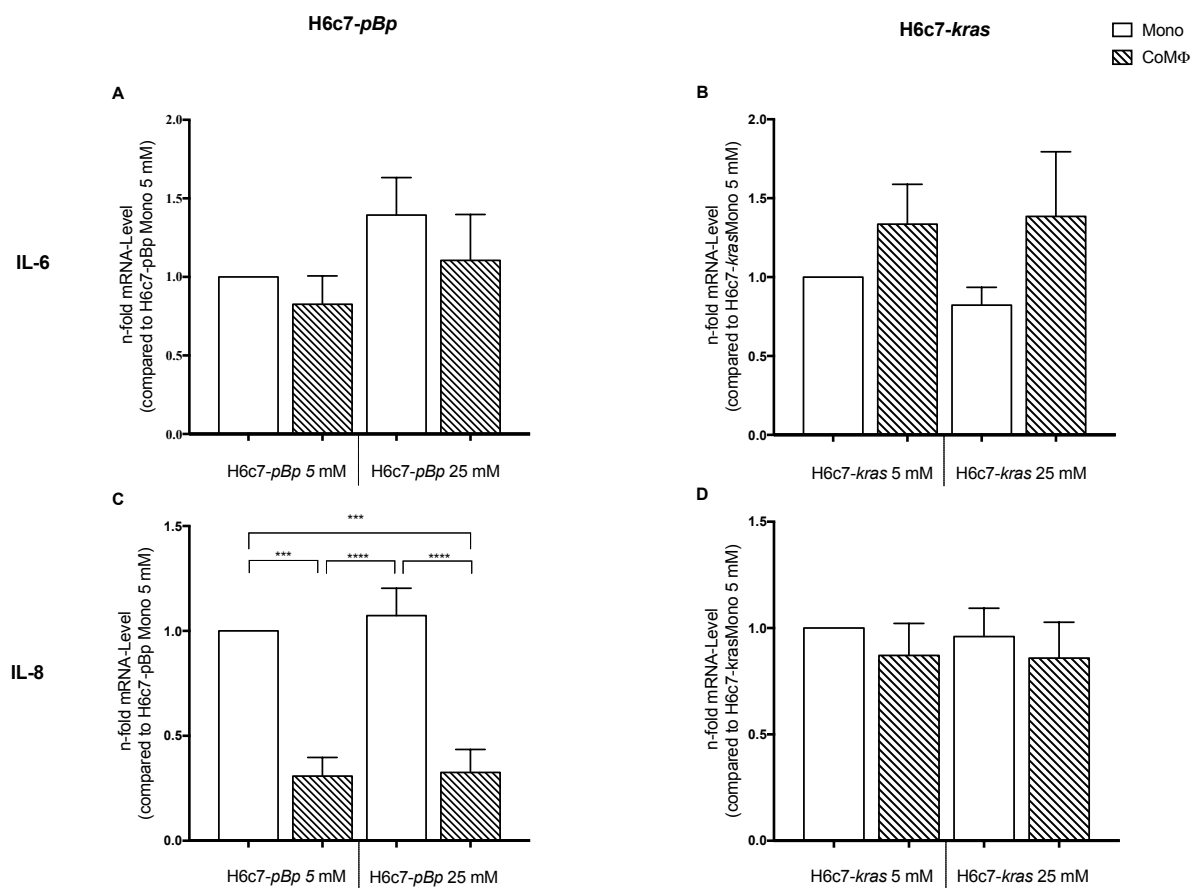 H6c7-pBp
H6c7-kras
Mono
CoMΦ
A
n-fold mRNA-Level
(compared to H6c7-pBp Mono 5 mM)
2.0
1.5
1.0
0.5
0.0
H6c7-pBp 5 mM
H6c7-pBp 25 mM
B
n-fold mRNA-Level
(compared to H6c7-krasMono 5 mM)
2.0
1.5
1.0
0.5
0.0
H6c7-kras 5 mM
H6c7-kras 25 mM
IL-6
C
n-fold mRNA-Level
(compared to H6c7-pBp Mono 5 mM)
1.5
1.0
0.5
0.0
***
***
****
****
H6c7-pBp 5 mM
H6c7-pBp 25 mM
D
n-fold mRNA-Level
(compared to H6c7-krasMono 5 mM)
1.5
1.0
0.5
0.0
H6c7-kras 5 mM
H6c7-kras 25 mM
IL-8